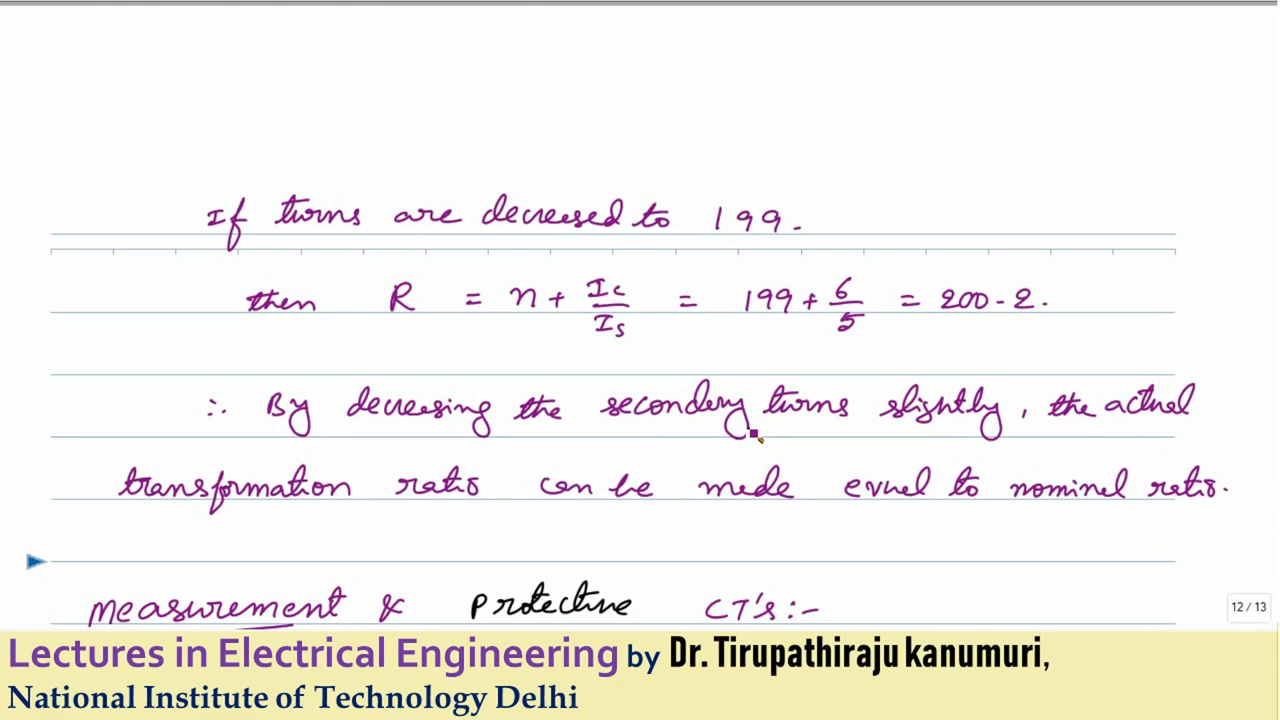 If turns are decreased to 199.
then R = n + Ic/Is = 199 + 6/5 = 200.2.
∴ By decreasing the secondary turns slightly, the actual
transformation ratio can be made equal to nominal ratio.
measurement & Protective CT's :-
12 / 13
Lectures in Electrical Engineering by Dr. Tirupathiraju kanumuri,
National Institute of Technology Delhi